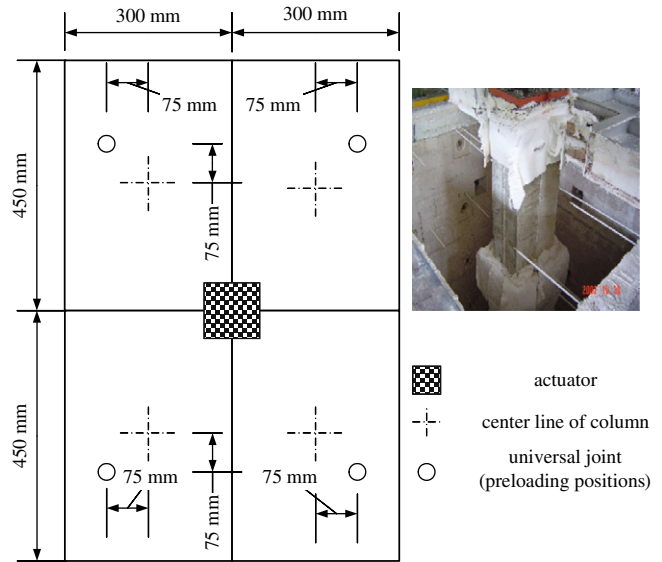 300 mm
300 mm
75 mm
75 mm
450 mm
75 mm
450 mm
75 mm
75 mm
75 mm
actuator
center line of column
universal joint
(preloading positions)